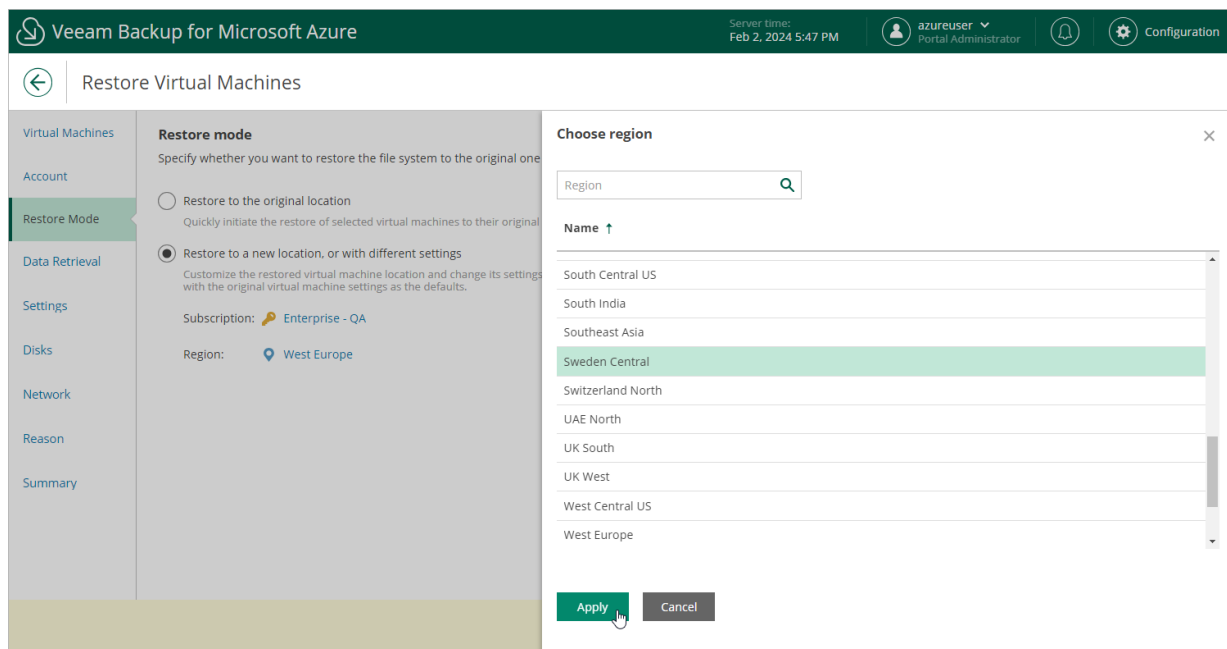 Veeam Backup for Microsoft Azure
Server time:
Feb 2, 2024 5:47 PM
azureuser
Portal Administrator
Configuration
Restore Virtual Machines
Virtual Machines
Account
Restore Mode
Data Retrieval
Settings
Disks
Network
Reason
Summary
Restore mode
Specify whether you want to restore the file system to the original one
Restore to the original location
Quickly initiate the restore of selected virtual machines to their original
Restore to a new location, or with different settings
Customize the restored virtual machine location and change its settings
with the original virtual machine settings as the defaults.
Subscription: Enterprise - QA
Region: West Europe
Choose region
Region
Name ↑
South Central US
South India
Southeast Asia
Sweden Central
Switzerland North
UAE North
UK South
UK West
West Central US
West Europe
Apply
Cancel